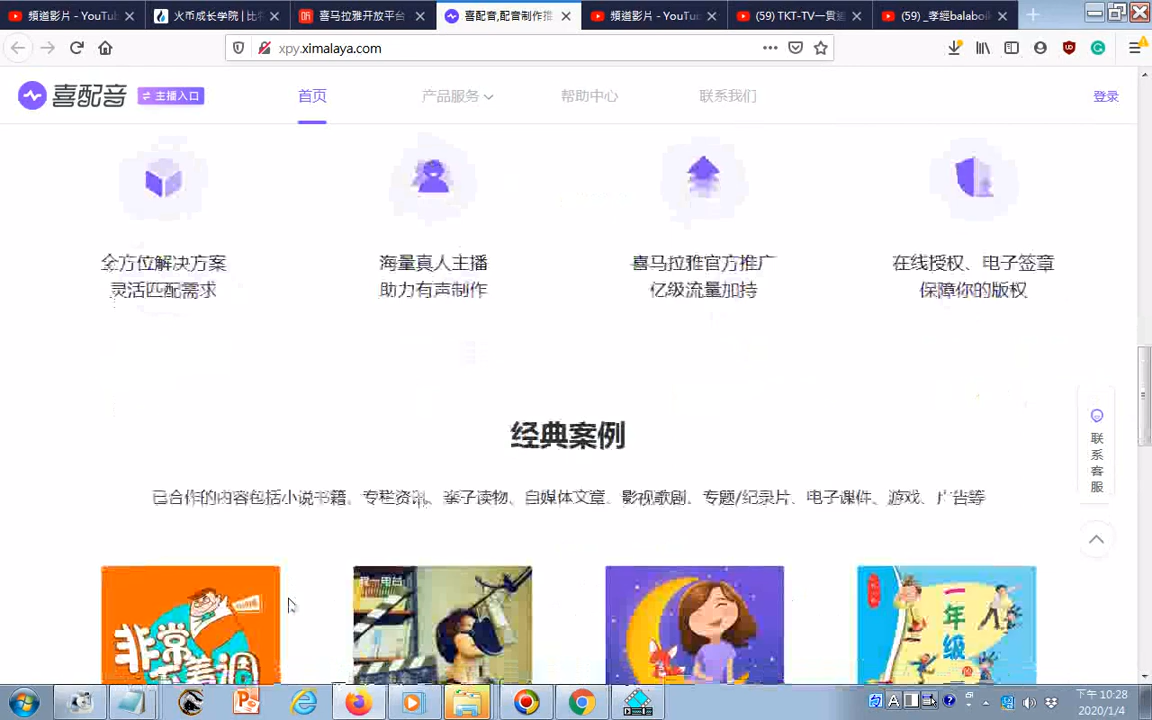 頻道影片 - YouTu
火币成长学院 | 比
喜马拉雅开放平台
喜配音,配音制作推
頻道影片 - YouTu
(59) TKT-TV一貫道
(59) _孝經balabo
xpy.ximalaya.com
喜配音
主播入口
首页
产品服务
帮助中心
联系我们
登录
全方位解决方案
灵活匹配需求
海量真人主播
助力有声制作
喜马拉雅官方推广
亿级流量加持
在线授权、电子签章
保障你的版权
经典案例
已合作的内容包括小说书籍、专栏资讯、亲子读物、自媒体文章、影视歌剧、专题/纪录片、电子课件、游戏、广告等
联系客服
非常不着调
一年级
下午 10:28
2020/1/4